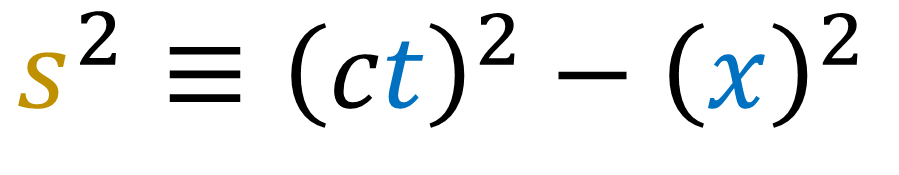 s² ≡ (ct)² − (x)²